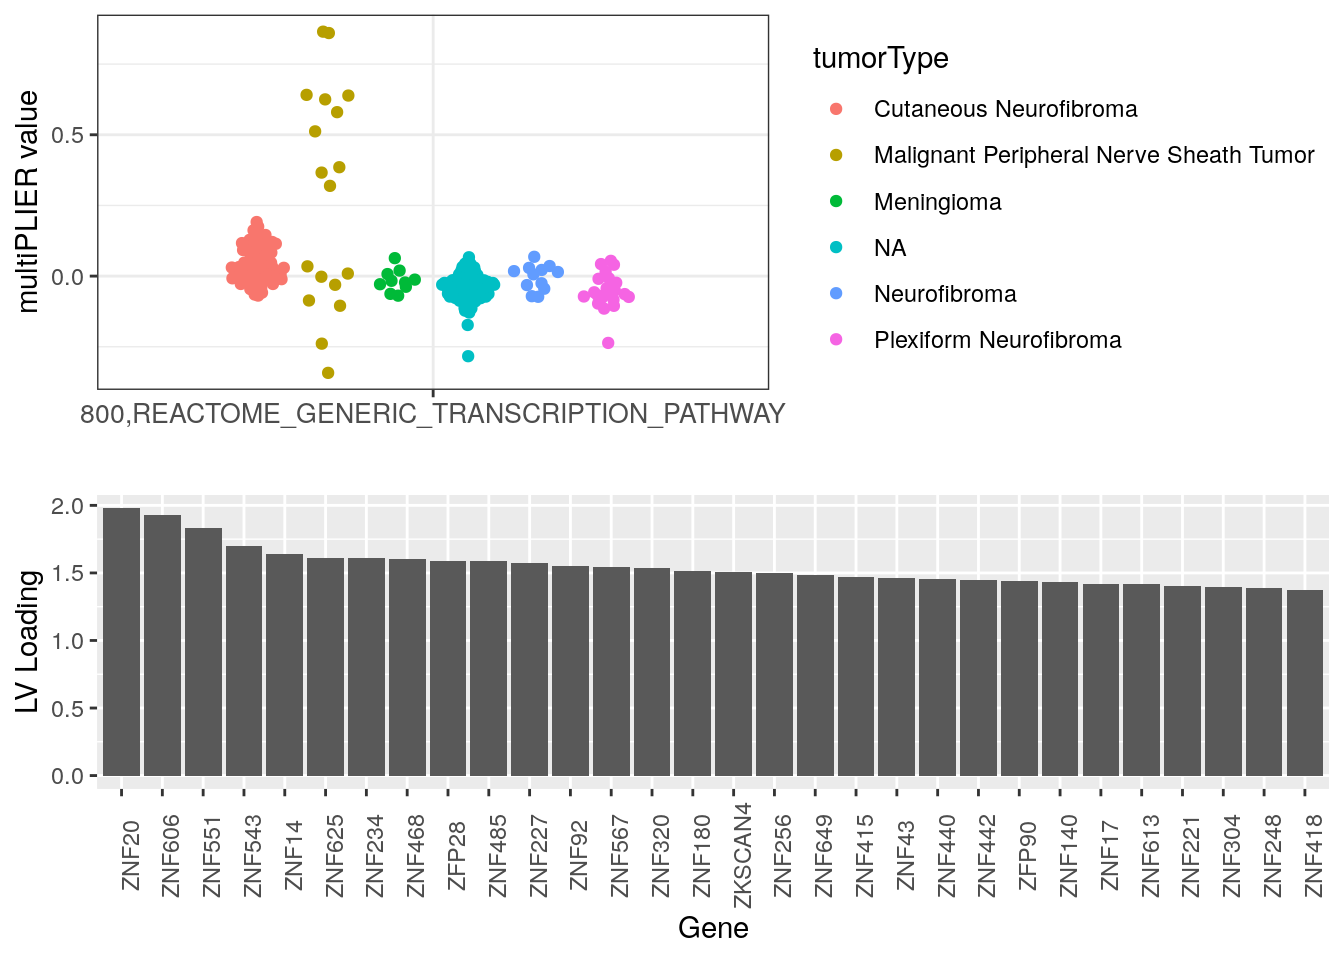 multiPLIER value
0.5
0.0
800,REACTOME_GENERIC_TRANSCRIPTION_PATHWAY
tumorType
Cutaneous Neurofibroma
Malignant Peripheral Nerve Sheath Tumor
Meningioma
NA
Neurofibroma
Plexiform Neurofibroma
LV Loading
2.0
1.5
1.0
0.5
0.0
ZNF20
ZNF606
ZNF551
ZNF543
ZNF14
ZNF625
ZNF234
ZNF468
ZFP28
ZNF485
ZNF227
ZNF92
ZNF567
ZNF320
ZNF180
ZKSCAN4
ZNF256
ZNF649
ZNF415
ZNF43
ZNF440
ZNF442
ZFP90
ZNF140
ZNF17
ZNF613
ZNF221
ZNF304
ZNF248
ZNF418
Gene